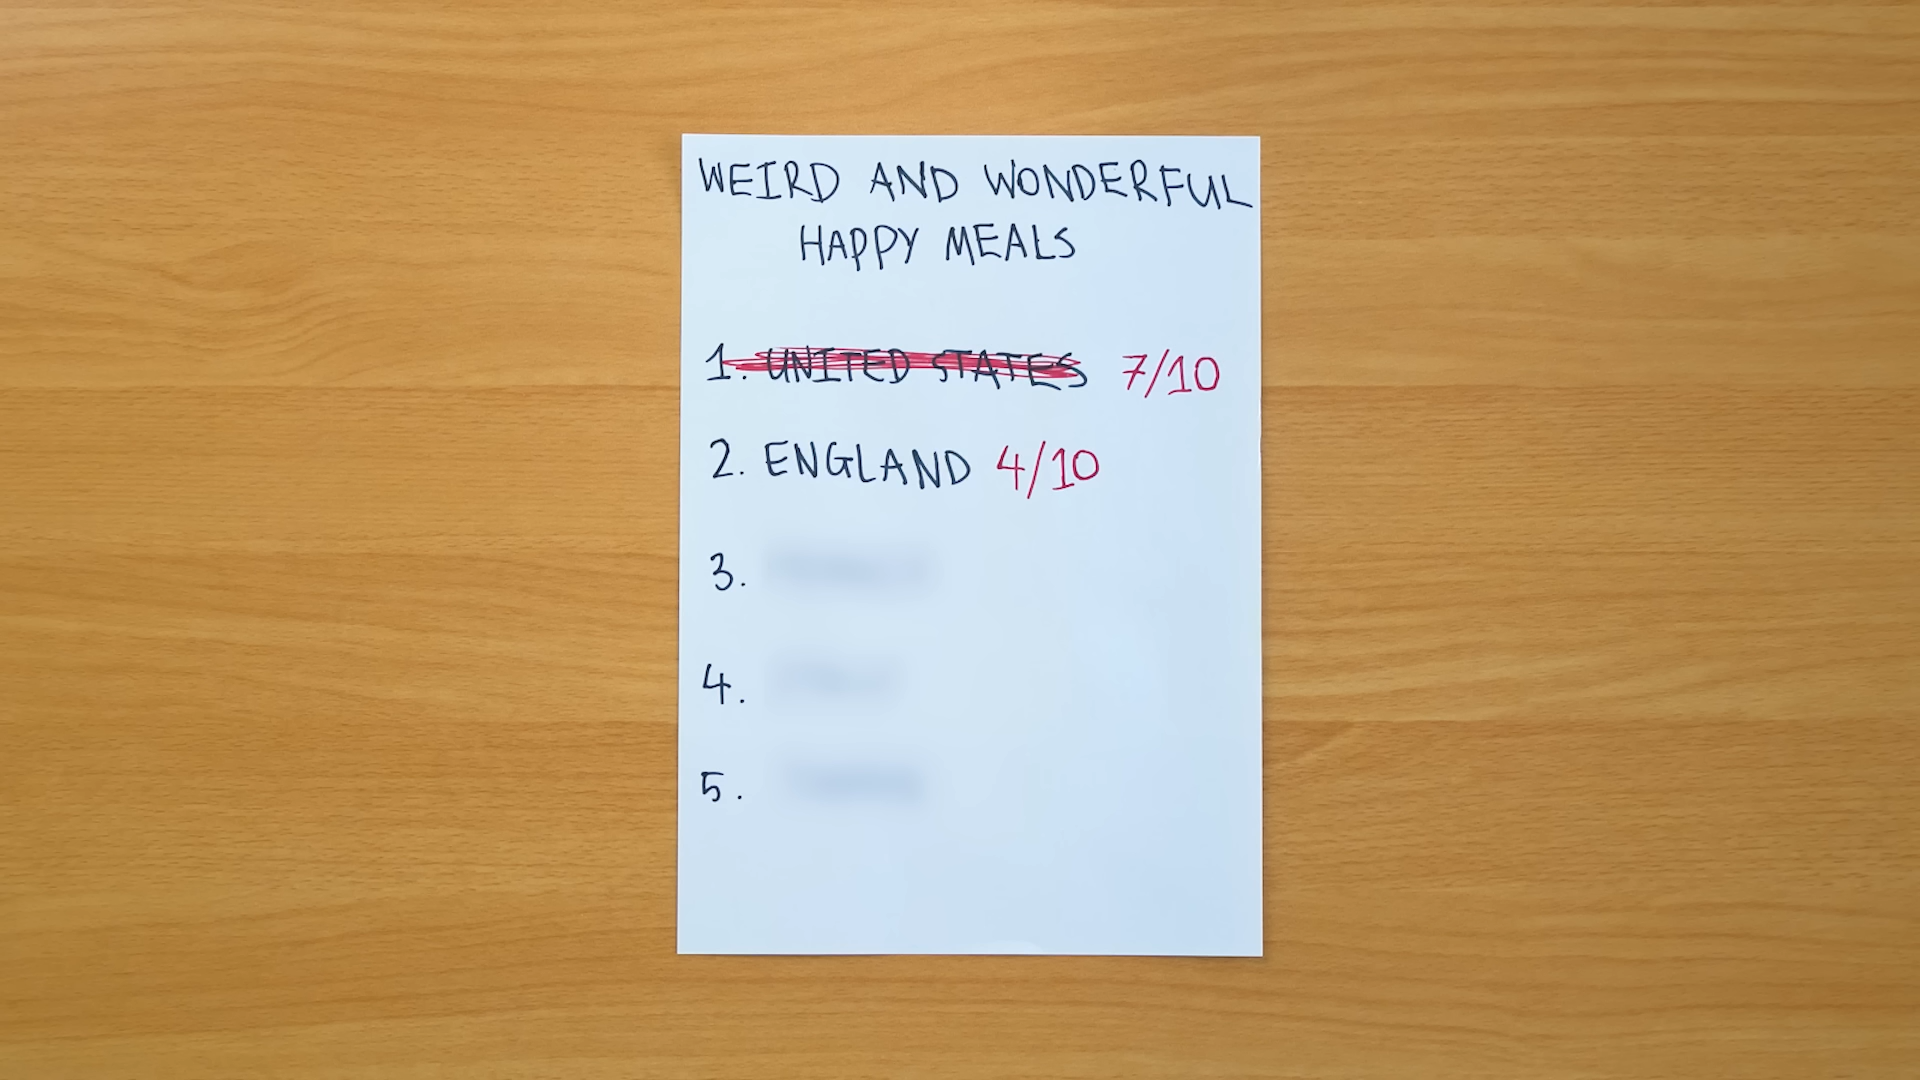 WEIRD AND WONDERFUL
HAPPY MEALS
1. UNITED STATES 7/10
2. ENGLAND 4/10
3.
4.
5.